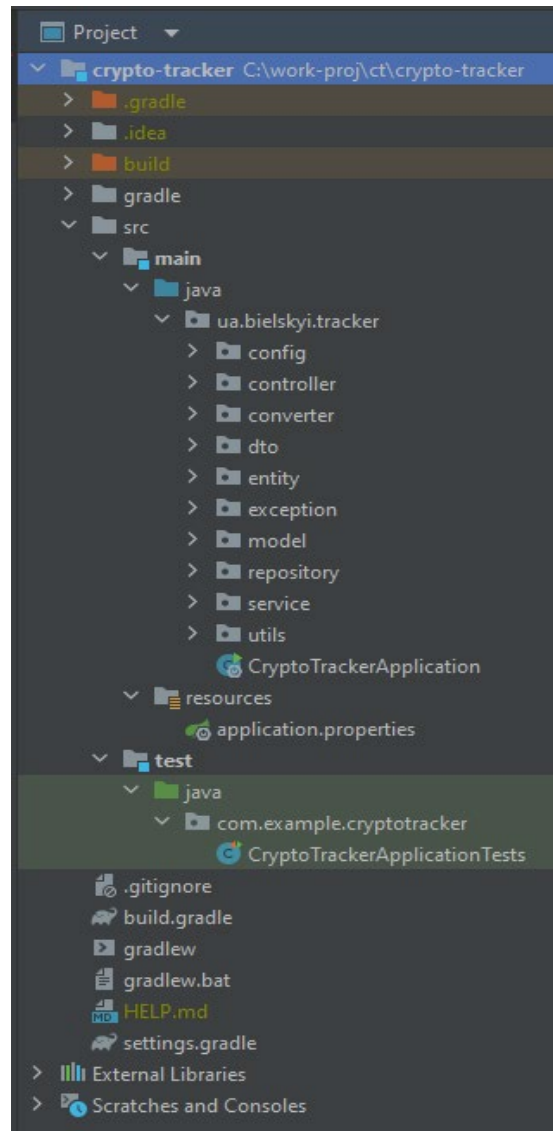 Project
crypto-tracker C:\work-proj\ct\crypto-tracker
.gradle
.idea
build
gradle
src
main
java
ua.bielskyi.tracker
config
controller
converter
dto
entity
exception
model
repository
service
utils
CryptoTrackerApplication
resources
application.properties
test
java
com.example.cryptotracker
CryptoTrackerApplicationTests
.gitignore
build.gradle
gradlew
gradlew.bat
HELP.md
settings.gradle
External Libraries
Scratches and Consoles